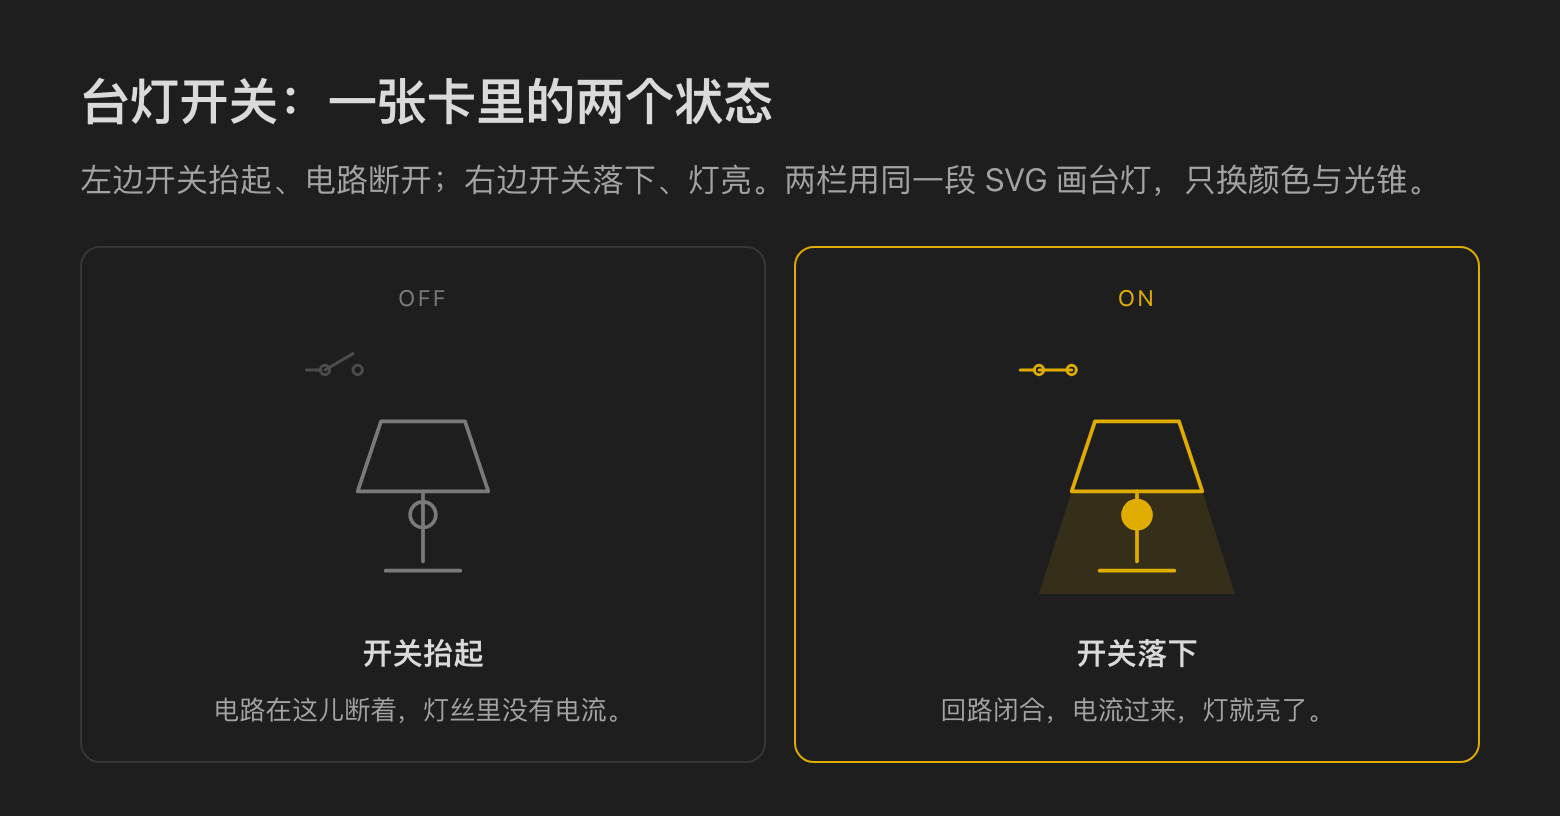 台灯开关：一张卡里的两个状态
左边开关抬起、电路断开；右边开关落下、灯亮。两栏用同一段 SVG 画台灯，只换颜色与光锥。
OFF
开关抬起
电路在这儿断着，灯丝里没有电流。
ON
开关落下
回路闭合，电流过来，灯就亮了。